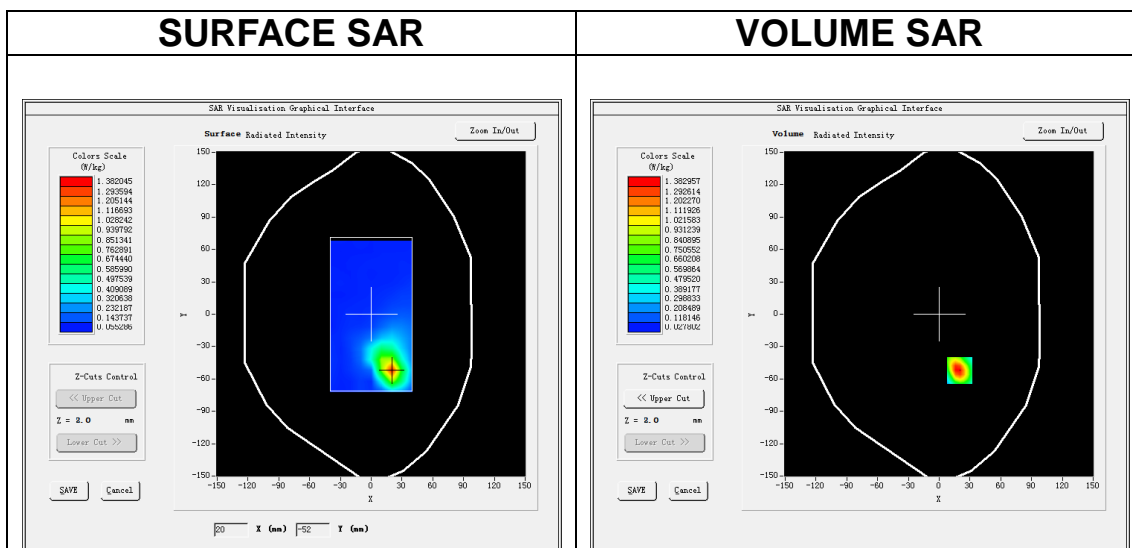 SURFACE SAR
SAR Visualisation Graphical Interface
Surface Radiated Intensity
Zoom In/Out
Colors Scale
(W/kg)
1.382045
1.293594
1.205144
1.116693
1.028242
0.939792
0.851341
0.762891
0.674440
0.585990
0.497539
0.409089
0.320638
0.232187
0.143737
0.055286
Z-Cuts Control
<< Upper Cut
Z = 2.0 mm
Lower Cut >>
SAVE Cancel
150
120
90
60
30
0
-30
-60
-90
-120
-150
Y
-150 -120 -90 -60 -30 0 30 60 90 120 150
X
20 X (mm) -52 Y (mm)
VOLUME SAR
SAR Visualisation Graphical Interface
Volume Radiated Intensity
Zoom In/Out
Colors Scale
(W/kg)
1.382957
1.292614
1.202270
1.111926
1.021583
0.931239
0.840895
0.750552
0.660208
0.569864
0.479520
0.389177
0.298833
0.208489
0.118146
0.027802
Z-Cuts Control
<< Upper Cut
Z = 2.0 mm
Lower Cut >>
SAVE Cancel
150
120
90
60
30
0
-30
-60
-90
-120
-150
Y
-150 -120 -90 -60 -30 0 30 60 90 120 150
X